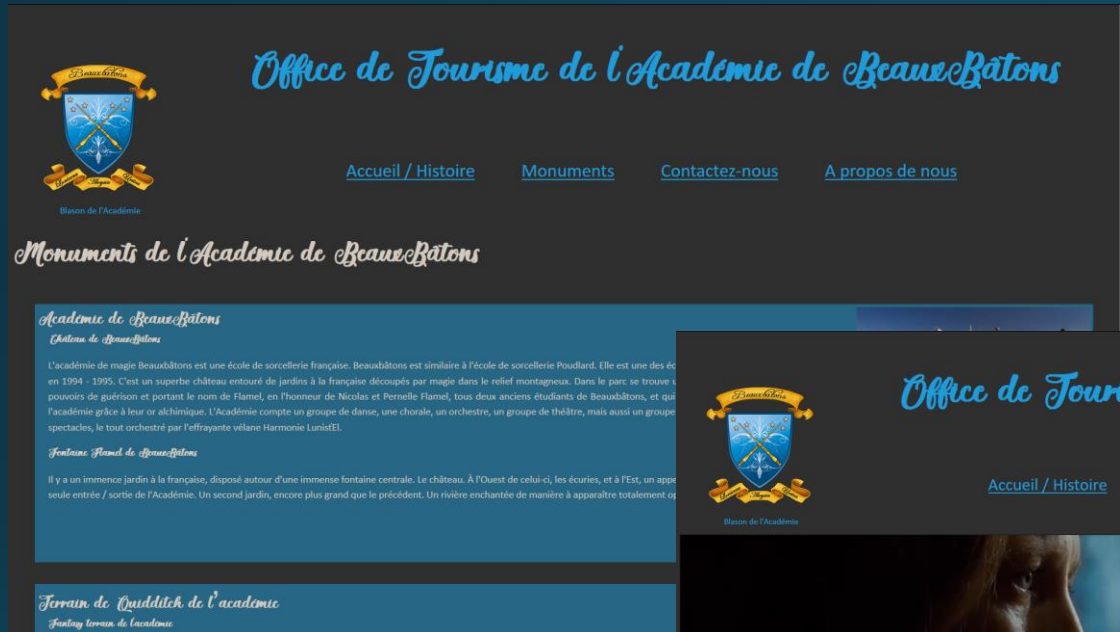 Office de Tourisme de l'Académie de BeauxBâtons
Beauxbâtons
Blason de l'Académie
Accueil / Histoire
Monuments
Contactez-nous
A propos de nous
Monuments de l'Académie de BeauxBâtons
Académie de BeauxBâtons
Château de BeauxBâtons
L'académie de magie Beauxbâtons est une école de sorcellerie française. Beauxbâtons est similaire à l'école de sorcellerie Poudlard. Elle est une des éc
en 1994 - 1995. C'est un superbe château entouré de jardins à la française découpés par magie dans le relief montagneux. Dans le parc se trouve u
pouvoirs de guérison et portant le nom de Flamel, en l'honneur de Nicolas et Pernelle Flamel, tous deux anciens étudiants de Beauxbâtons, et qui
l'académie grâce à leur or alchimique. L'Académie compte un groupe de danse, une chorale, un orchestre, un groupe de théâtre, mais aussi un groupe
spectacles, le tout orchestré par l'effrayante vélane Harmonie Lunist'El.
Fontaine Flamel de BeauxBâtons
Il y a un immence jardin à la française, disposé autour d'une immense fontaine centrale. Le château. À l'Ouest de celui-ci, les écuries, et à l'Est, un appe
seule entrée / sortie de l'Académie. Un second jardin, encore plus grand que le précédent. Un rivière enchantée de manière à apparaître totalement op
Terrain de Quidditch de l'académie
Fantasy terrain de lacademie
Office de Tour
Beauxbâtons
Accueil / Histoire
Blason de l'Académie